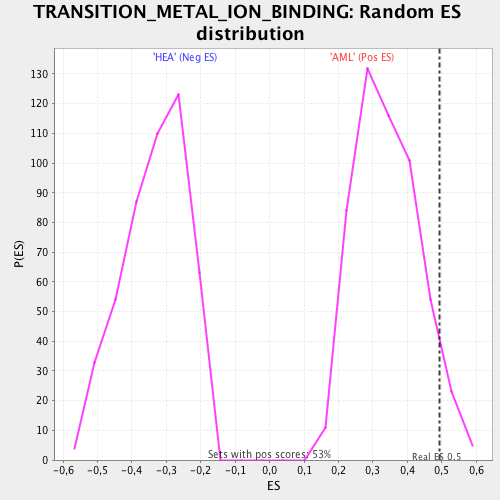 TRANSITION_METAL_ION_BINDING: Random ES
distribution
'HEA' (Neg ES) 'AML' (Pos ES)
P(ES)
130
120
110
100
90
80
70
60
50
40
30
20
10
0
Sets with pos scores: 53%
Real ES 0.5
-0,6 -0,5 -0,4 -0,3 -0,2 -0,1 0,0 0,1 0,2 0,3 0,4 0,5 0,6
ES